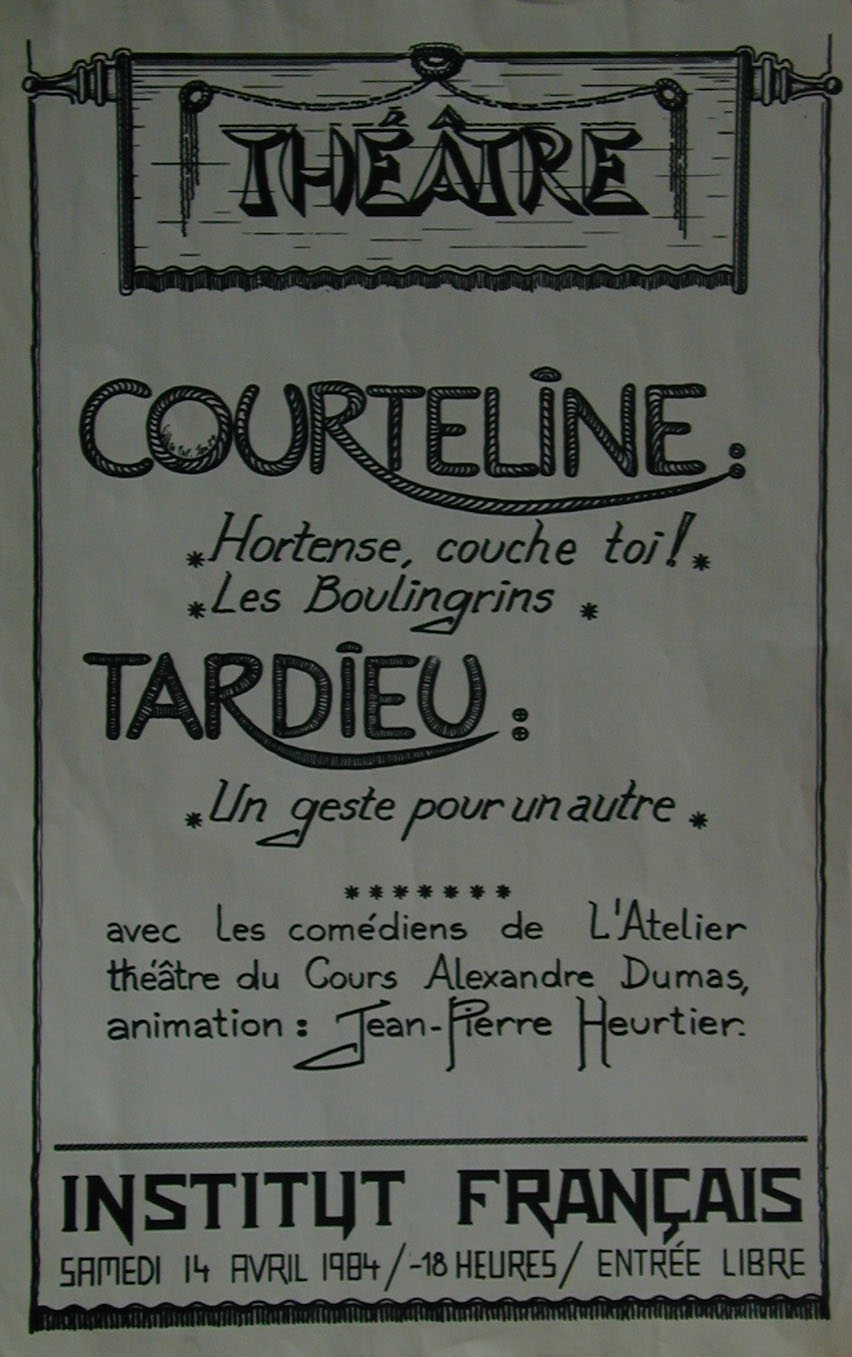 THÉÂTRE
COURTELINE :
* Hortense, couche toi ! *
* Les Boulingrins *
TARDIEU :
* Un geste pour un autre *
* * * * * * *
avec les comédiens de L'Atelier
théâtre du Cours Alexandre Dumas,
animation : Jean-Pierre Heurtier.
INSTITUT FRANÇAIS
SAMEDI 14 AVRIL 1984 / -18 HEURES / ENTRÉE LIBRE